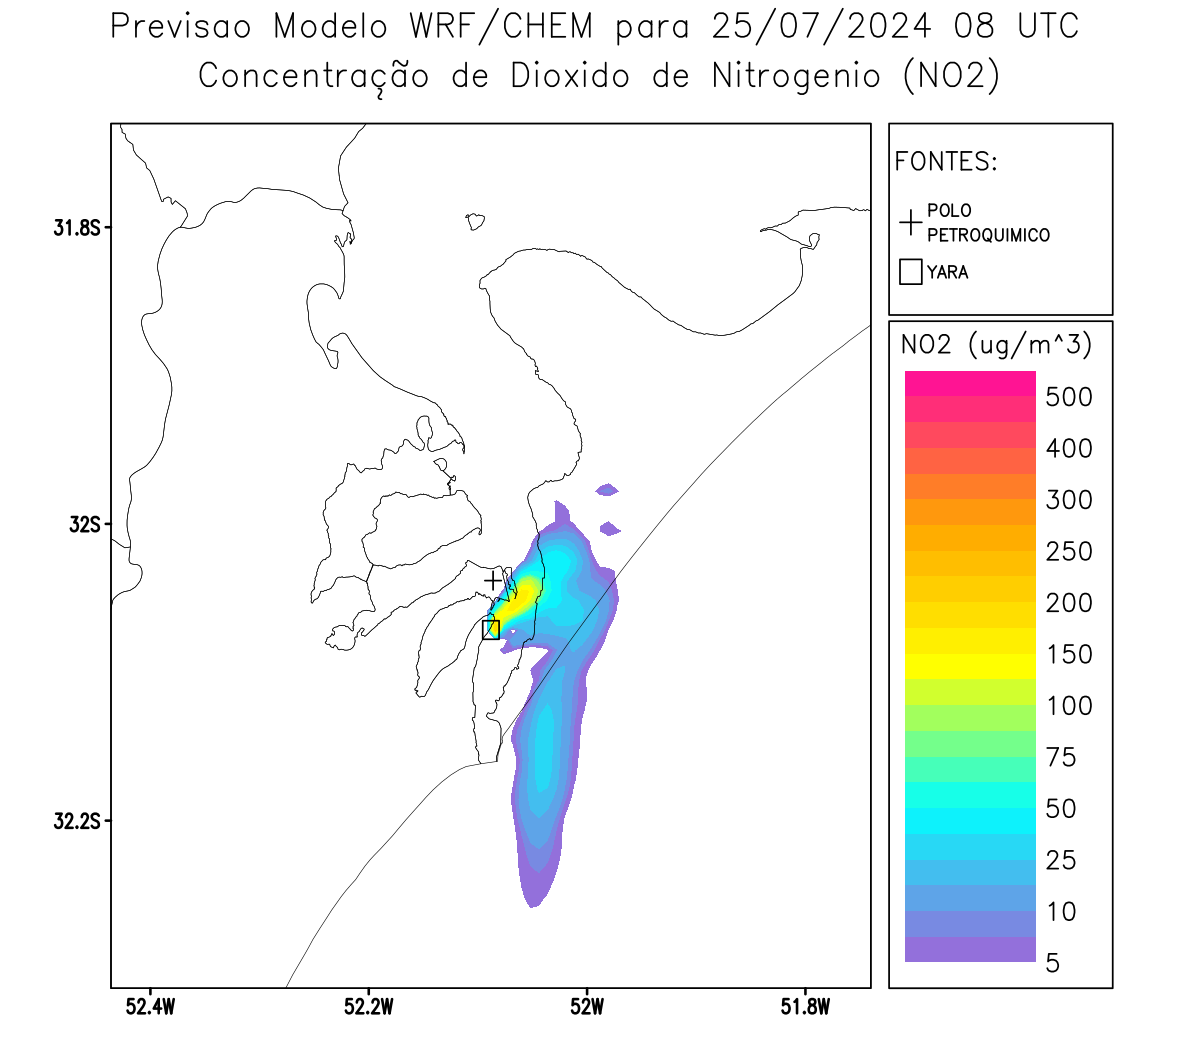 Previsao Modelo WRF/CHEM para 25/07/2024 08 UTC
Concentração de Dioxido de Nitrogenio (NO2)
FONTES:
POLO
PETROQUIMICO
YARA
NO2 (ug/m^3)
500
400
300
250
200
150
100
75
50
25
10
5
31.8S
32S
32.2S
52.4W
52.2W
52W
51.8W